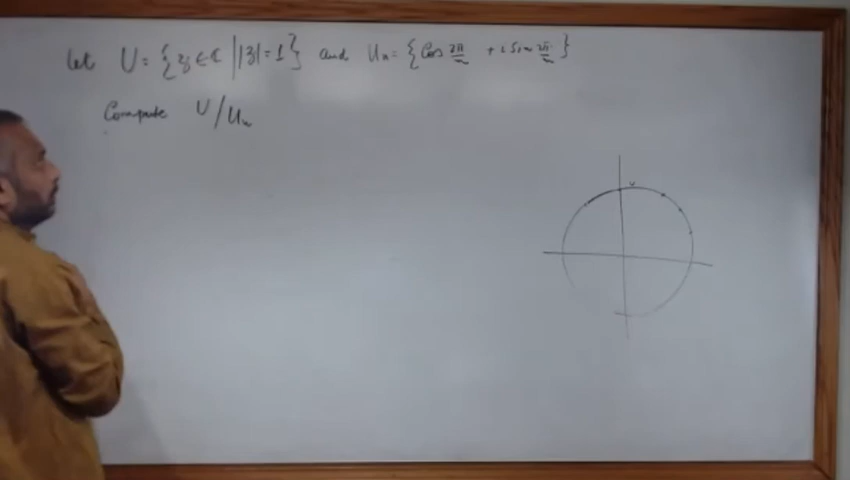 let U = {z ∈ ℂ | |z| = 1} and Un = {Cos 2π/n + i Sin 2π/n}
Compute U/Un